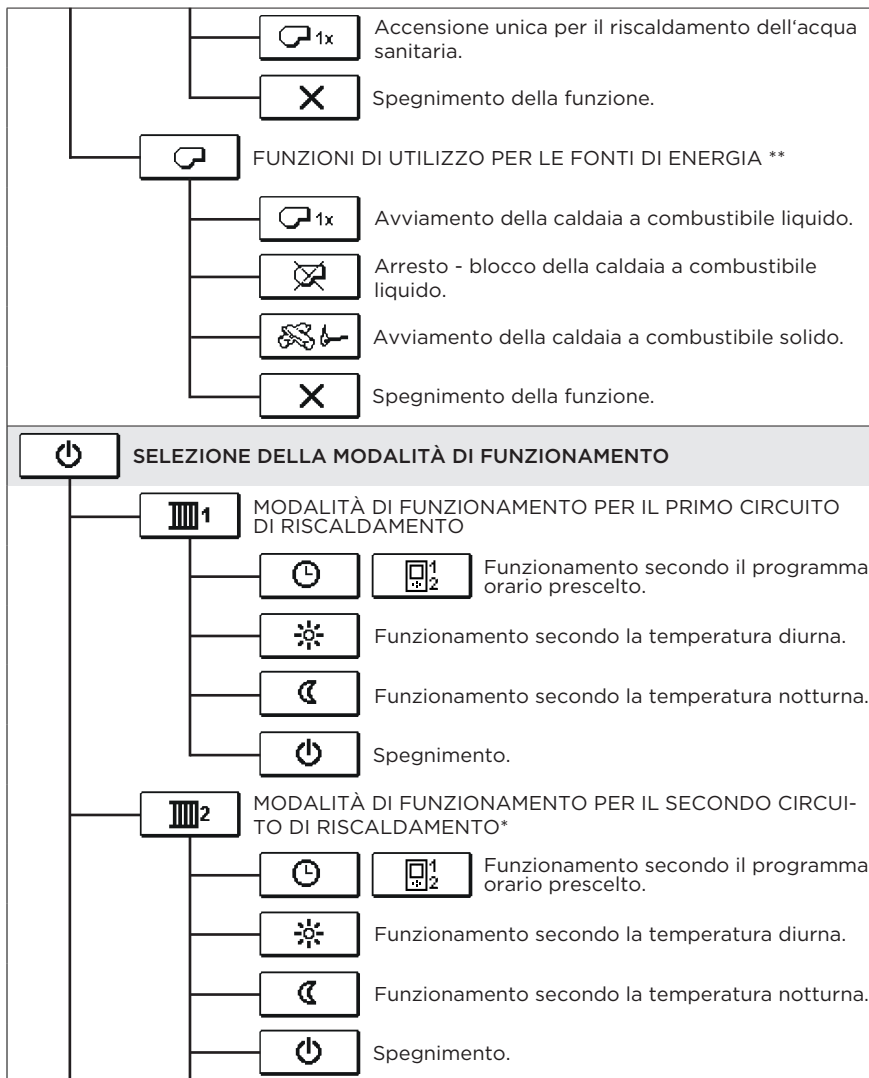 1x
Accensione unica per il riscaldamento dell‘acqua
sanitaria.
Spegnimento della funzione.
FUNZIONI DI UTILIZZO PER LE FONTI DI ENERGIA **
1x
Avviamento della caldaia a combustibile liquido.
Arresto - blocco della caldaia a combustibile
liquido.
Avviamento della caldaia a combustibile solido.
Spegnimento della funzione.
SELEZIONE DELLA MODALITÀ DI FUNZIONAMENTO
1
MODALITÀ DI FUNZIONAMENTO PER IL PRIMO CIRCUITO
DI RISCALDAMENTO
1
2
Funzionamento secondo il programma
orario prescelto.
Funzionamento secondo la temperatura diurna.
Funzionamento secondo la temperatura notturna.
Spegnimento.
2
MODALITÀ DI FUNZIONAMENTO PER IL SECONDO CIRCUI-
TO DI RISCALDAMENTO*
1
2
Funzionamento secondo il programma
orario prescelto.
Funzionamento secondo la temperatura diurna.
Funzionamento secondo la temperatura notturna.
Spegnimento.